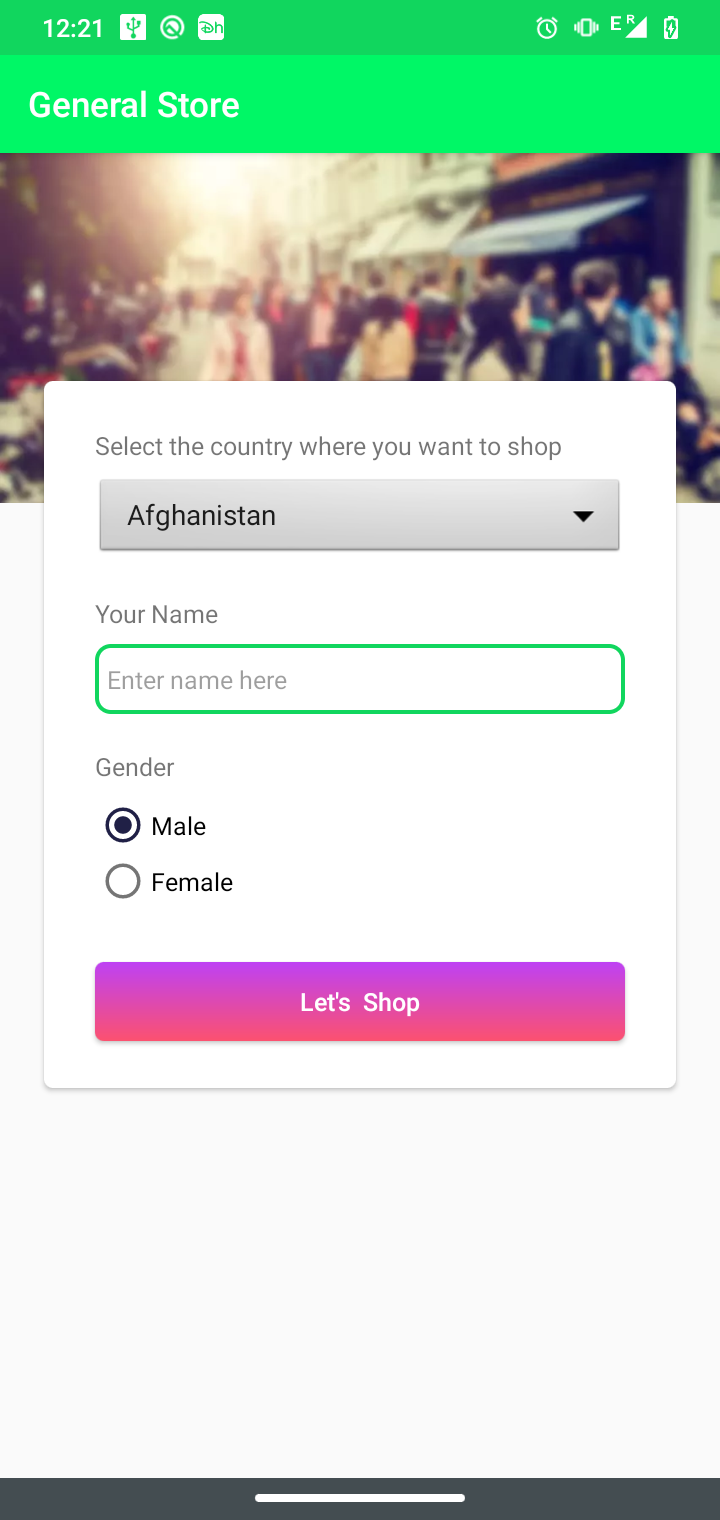 12:21
E R
General Store
Select the country where you want to shop
Afghanistan
Your Name
Enter name here
Gender
Male
Female
Let's Shop